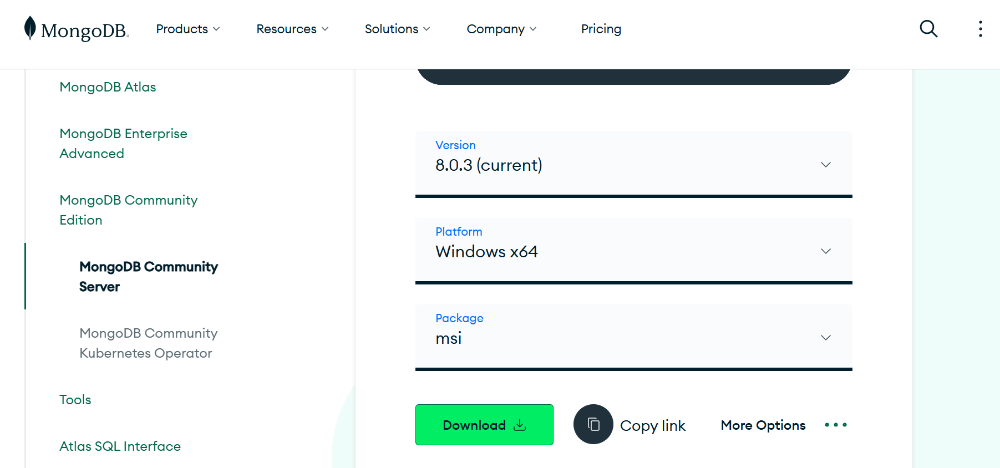 MongoDB®
Products
Resources
Solutions
Company
Pricing
MongoDB Atlas
MongoDB Enterprise
Advanced
MongoDB Community
Edition
MongoDB Community
Server
MongoDB Community
Kubernetes Operator
Tools
Atlas SQL Interface
Version
8.0.3 (current)
Platform
Windows x64
Package
msi
Download
Copy link
More Options